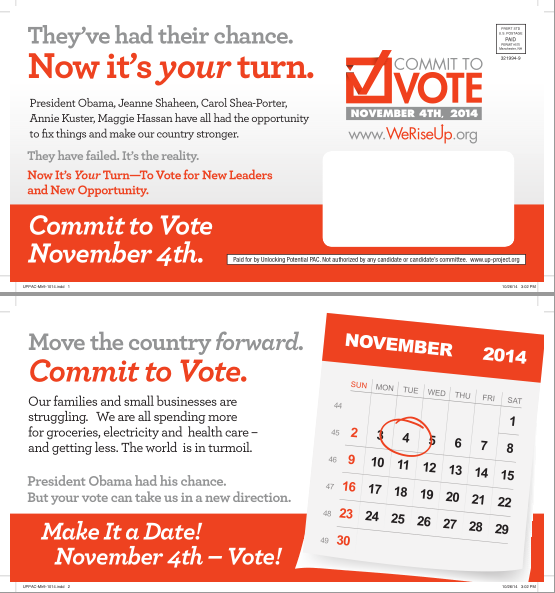 They've had their chance.
Now it's your turn.
President Obama, Jeanne Shaheen, Carol Shea-Porter,
Annie Kuster, Maggie Hassan have all had the opportunity
to fix things and make our country stronger.
They have failed. It's the reality.
Now It's Your Turn—To Vote for New Leaders
and New Opportunity.
Commit to Vote
November 4th.
COMMIT TO
VOTE
NOVEMBER 4TH, 2014
www.WeRiseUp.org
PRSRT STD
U.S. POSTAGE
PAID
Paid for by Unlocking Potential PAC. Not authorized by any candidate or candidate's committee. www.up-project.org
Move the country forward.
Commit to Vote.
Our families and small businesses are
struggling. We are all spending more
for groceries, electricity and health care –
and getting less. The world is in turmoil.
President Obama had his chance.
But your vote can take us in a new direction.
Make It a Date!
November 4th – Vote!
NOVEMBER 2014
SUN MON TUE WED THU FRI SAT
44 1
45 2 3 4 5 6 7 8
46 9 10 11 12 13 14 15
47 16 17 18 19 20 21 22
48 23 24 25 26 27 28 29
49 30